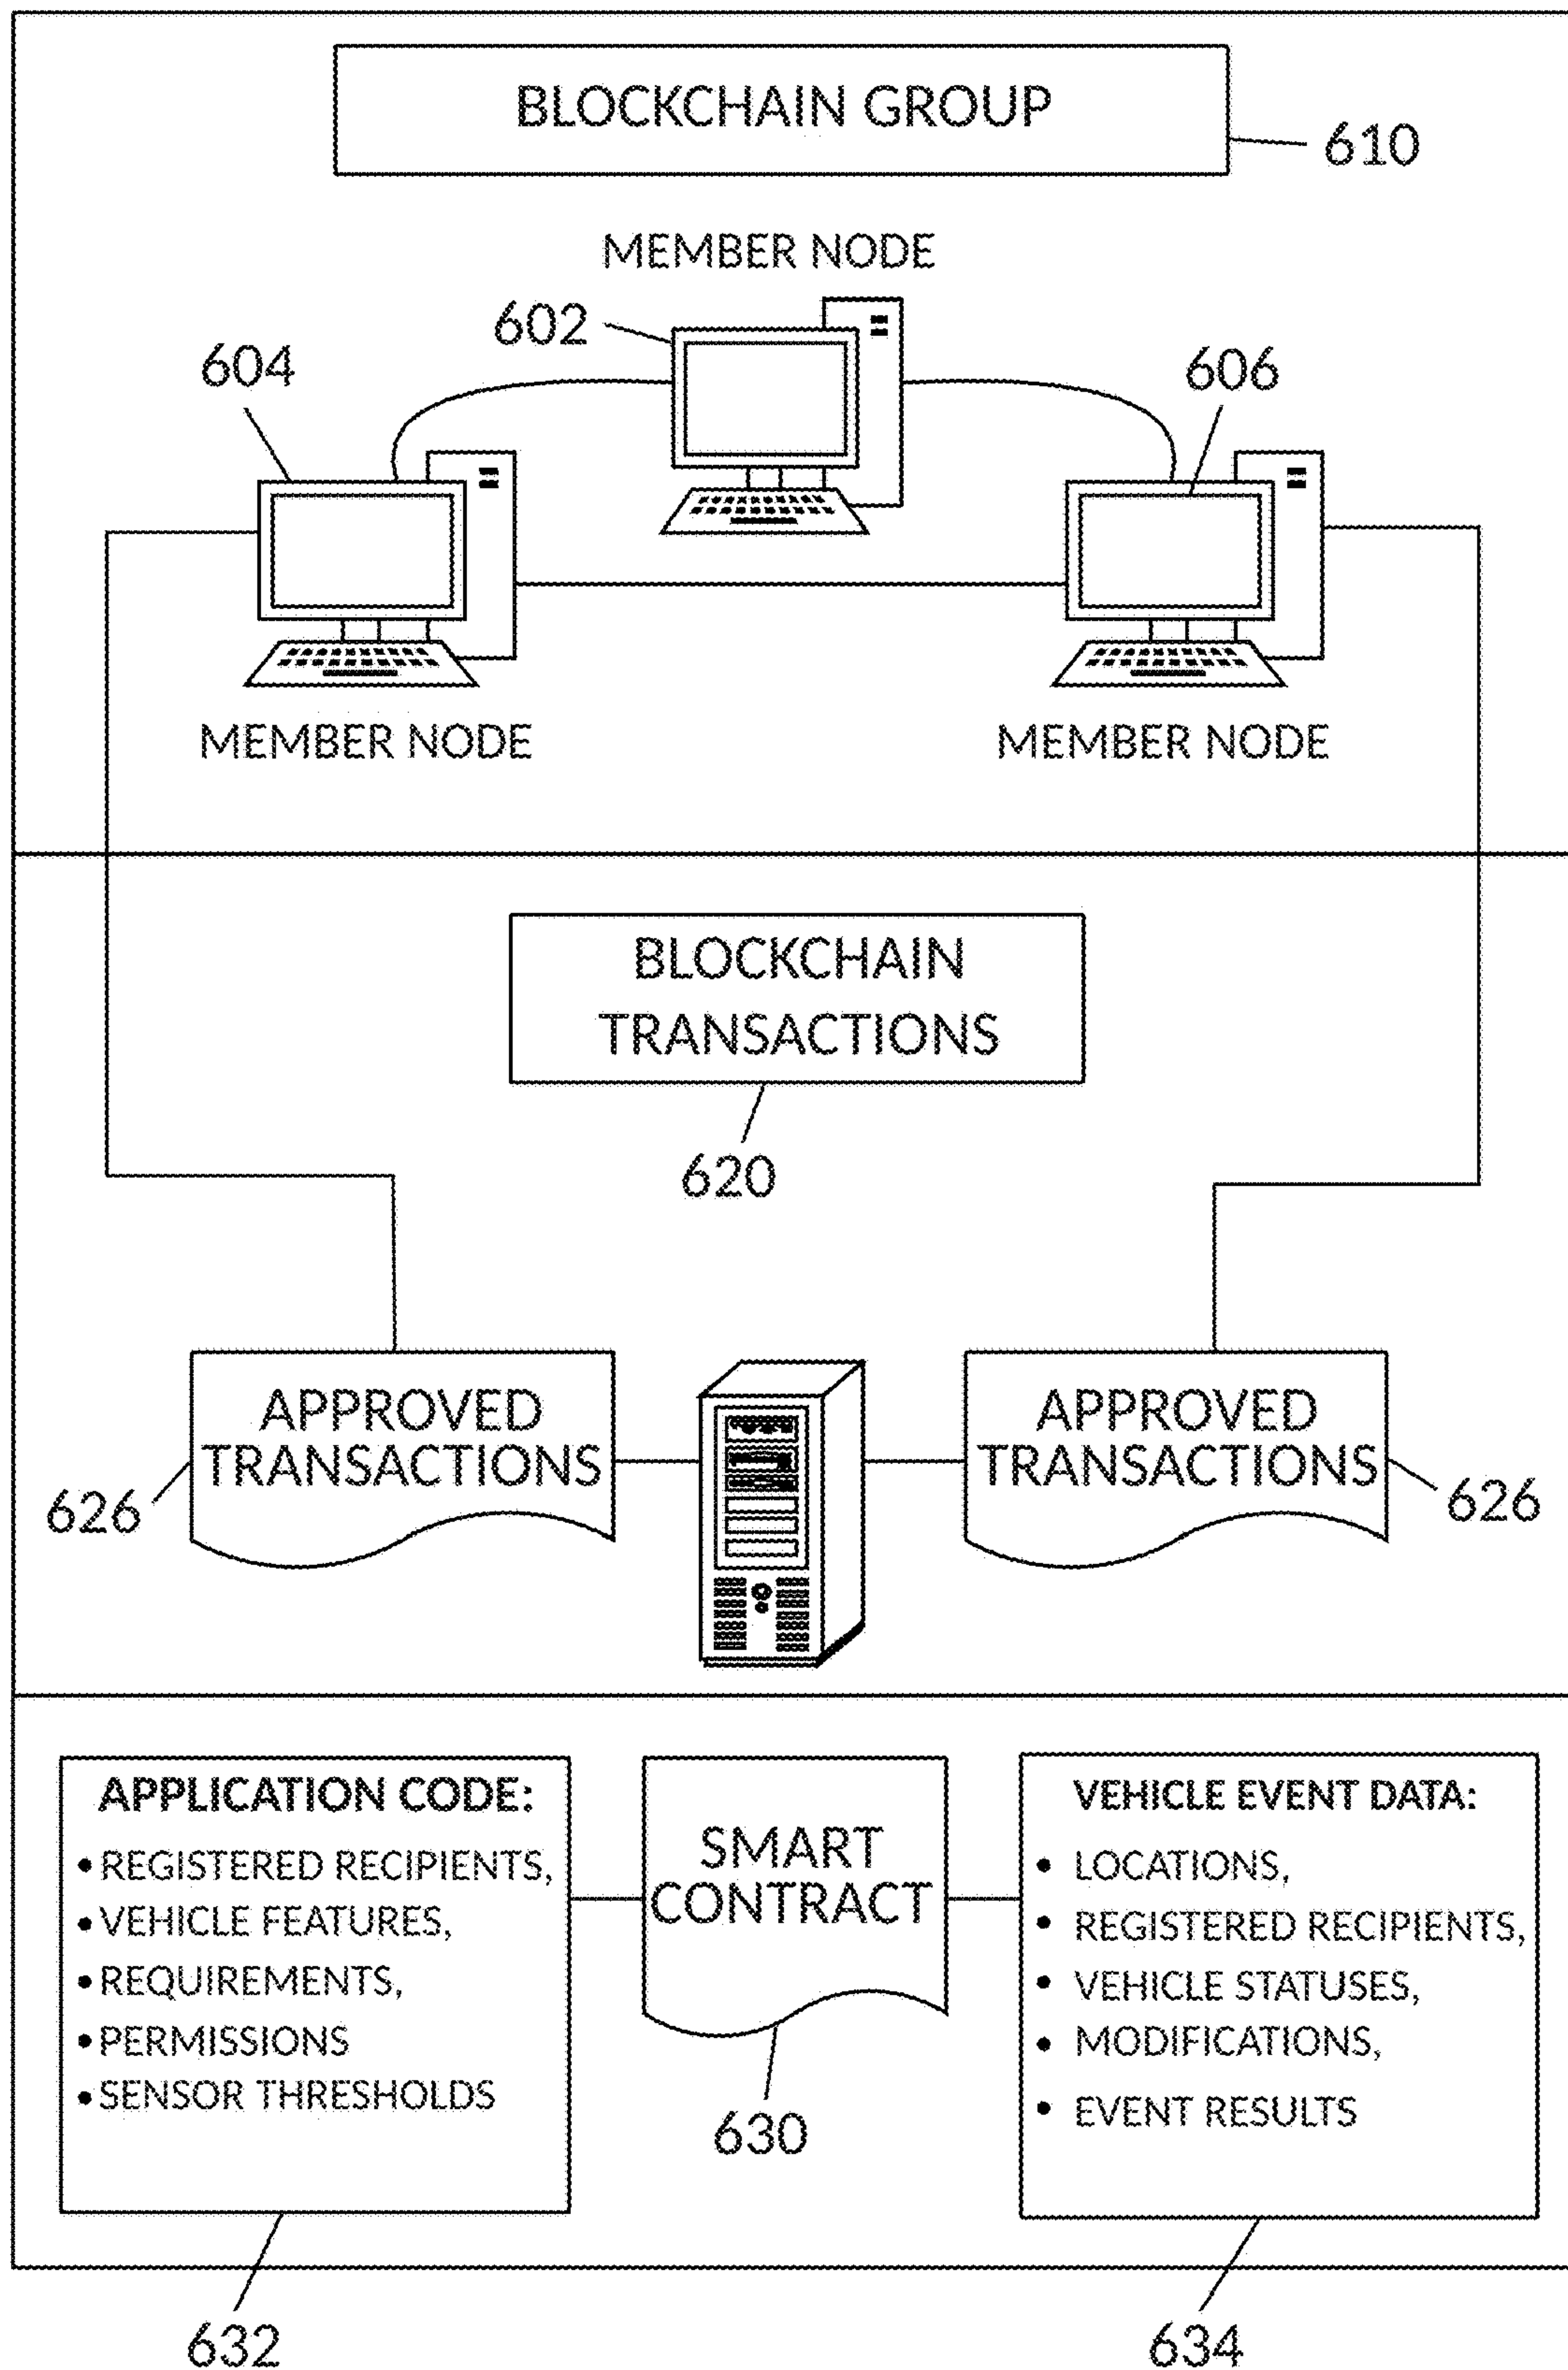 BLOCKCHAIN GROUP
610
MEMBER NODE
602
604
606
MEMBER NODE
MEMBER NODE
BLOCKCHAIN
TRANSACTIONS
620
APPROVED
TRANSACTIONS
626
APPROVED
TRANSACTIONS
626
APPLICATION CODE:
• REGISTERED RECIPIENTS,
• VEHICLE FEATURES,
• REQUIREMENTS,
• PERMISSIONS
• SENSOR THRESHOLDS
SMART
CONTRACT
630
VEHICLE EVENT DATA:
• LOCATIONS,
• REGISTERED RECIPIENTS,
• VEHICLE STATUSES,
• MODIFICATIONS,
• EVENT RESULTS
632
634